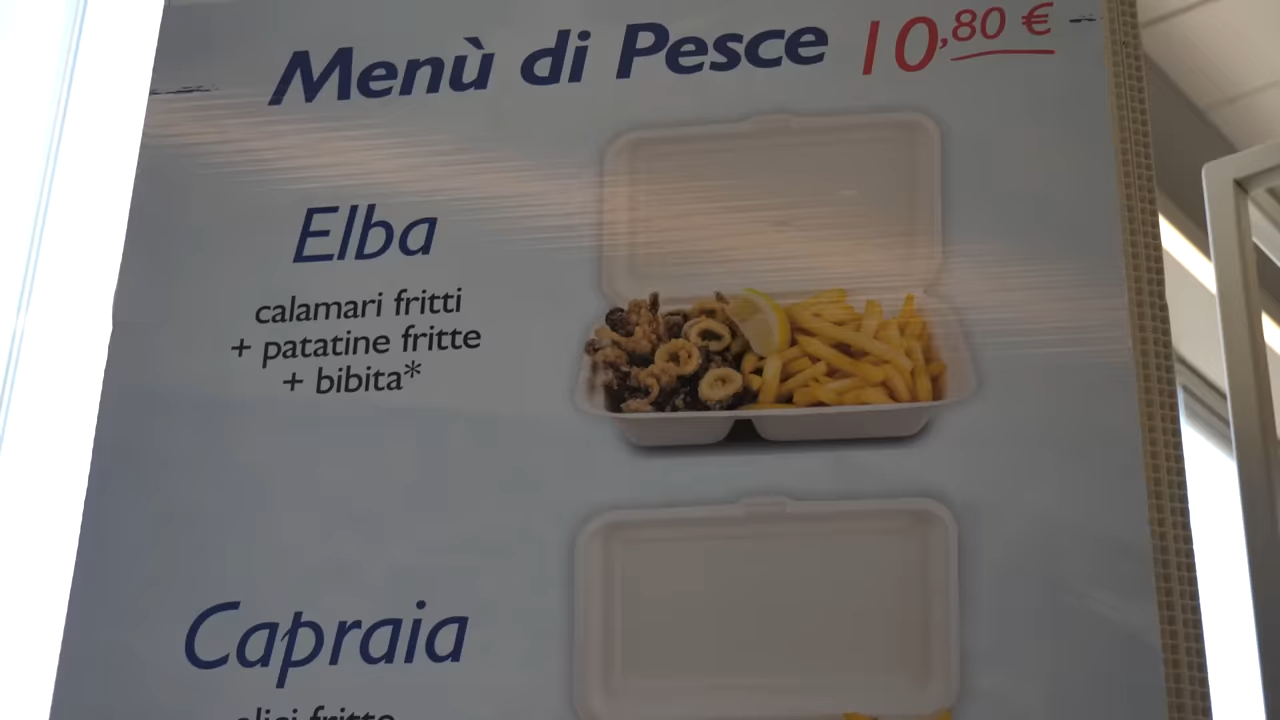 Menù di Pesce 10,80 €
Elba
calamari fritti
+ patatine fritte
+ bibita*
Capraia
alici fritte